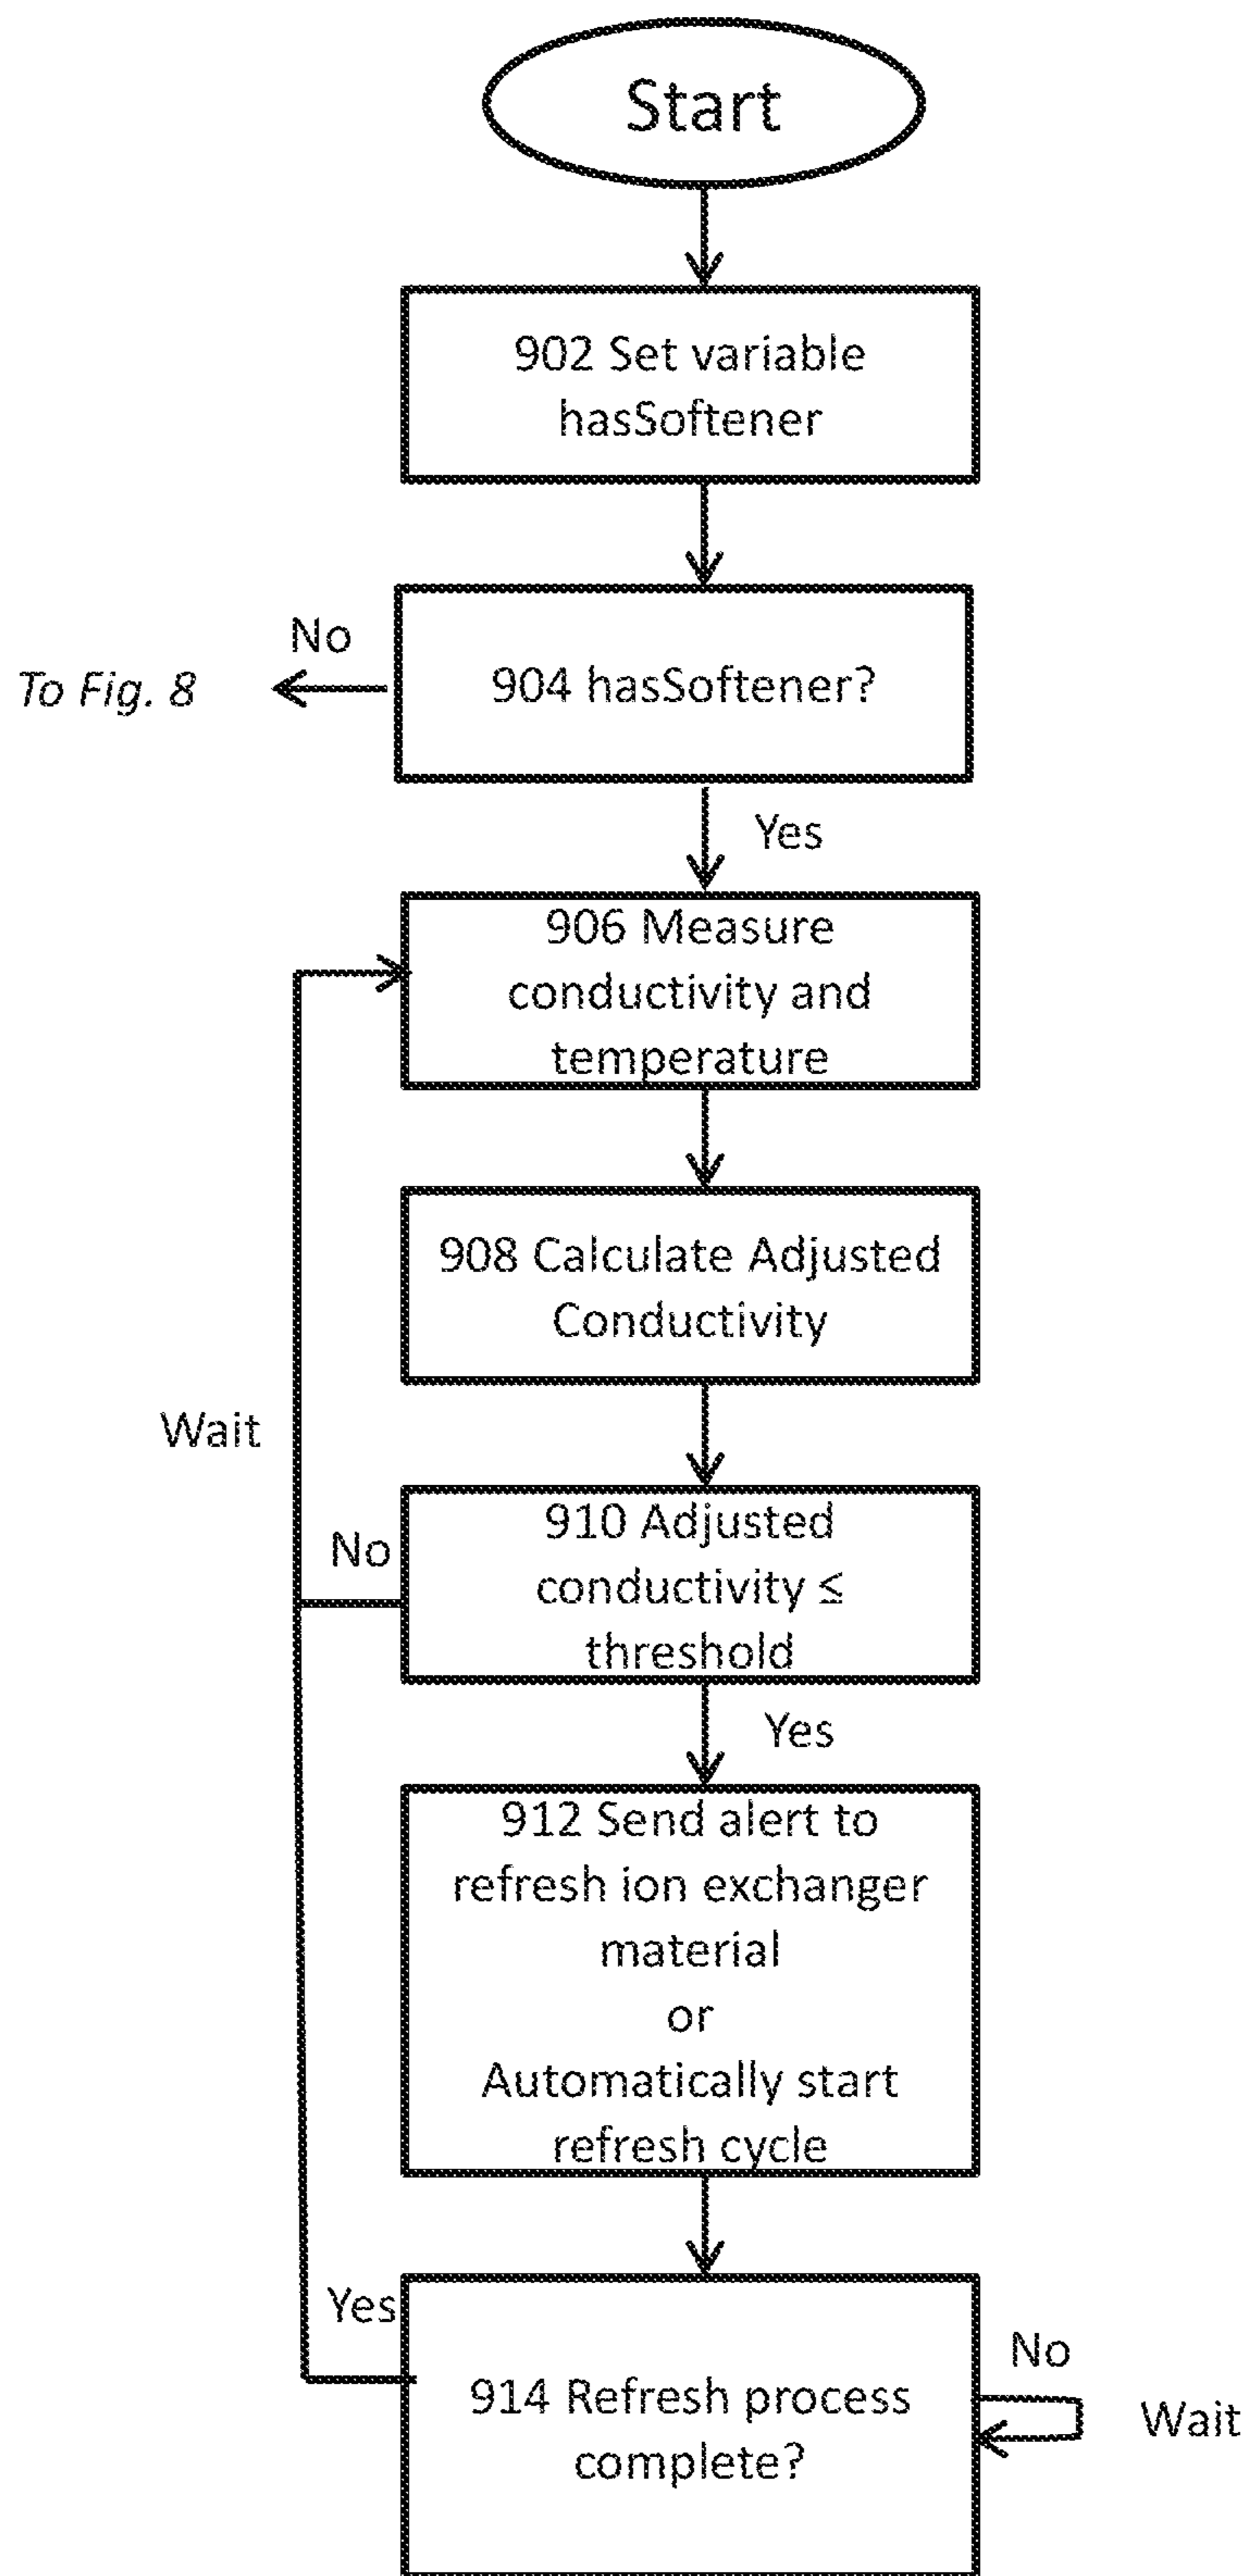 Start
902 Set variable
hasSoftener
No
To Fig. 8
904 hasSoftener?
Yes
906 Measure
conductivity and
temperature
908 Calculate Adjusted
Conductivity
Wait
910 Adjusted
conductivity ≤
threshold
No
Yes
912 Send alert to
refresh ion exchanger
material
or
Automatically start
refresh cycle
Yes
914 Refresh process
complete?
No
Wait